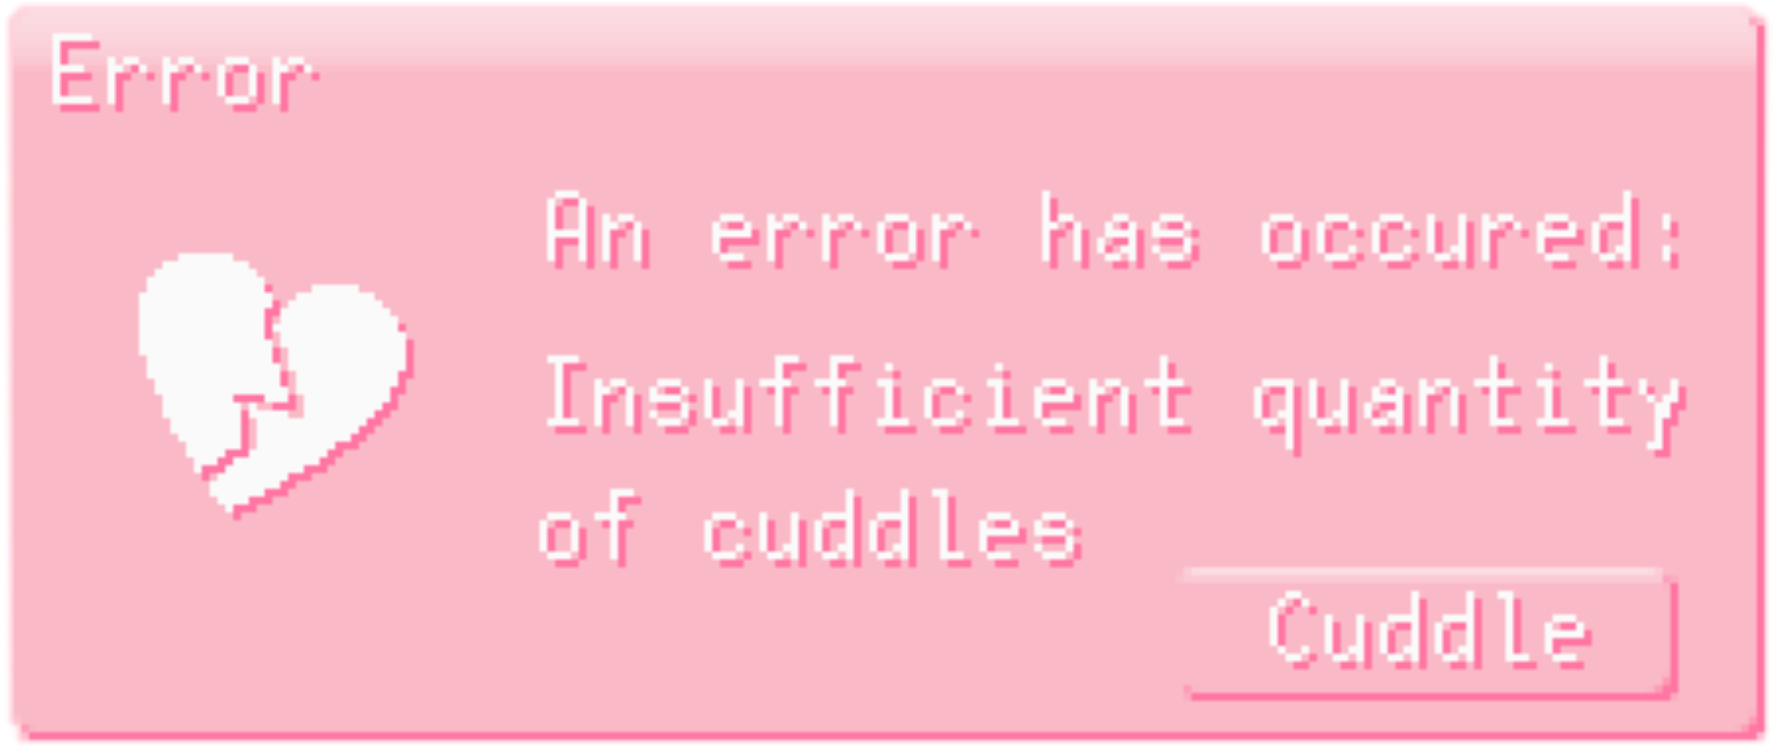 Error
An error has occured:
Insufficient quantity
of cuddles
Cuddle